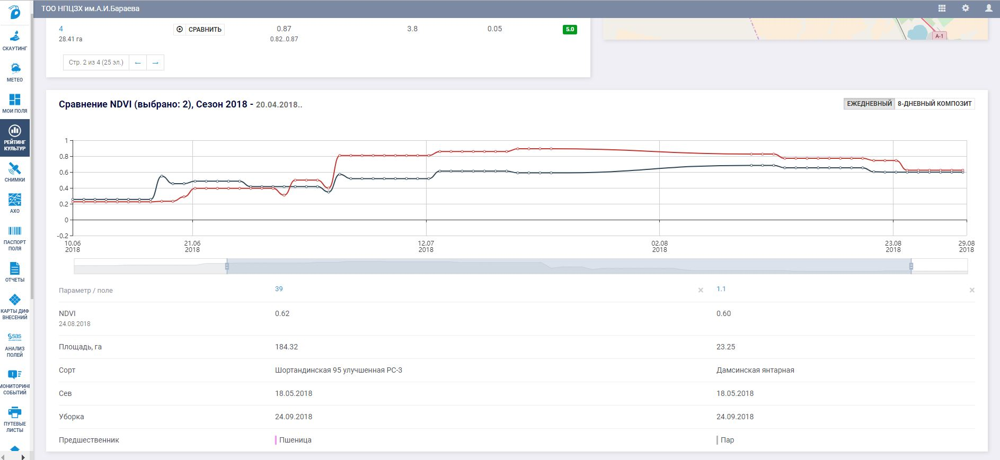 ТОО НПЦЗХ им.А.И.Бараева
СКАУТИНГ
МЕТЕО
МОИ ПОЛЯ
РЕЙТИНГ
КУЛЬТУР
СНИМКИ
АХО
ПАСПОРТ
ПОЛЯ
ОТЧЕТЫ
КАРТЫ ДИФ
ВНЕСЕНИЙ
sas
АНАЛИЗ
ПОЛЕЙ
МОНИТОРИНГ
СОБЫТИЙ
ПУТЕВЫЕ
ЛИСТЫ
4 СРАВНИТЬ 0.87 3.8 0.05 5.0
28.41 га 0.82..0.87
Стр. 2 из 4 (25 эл.) ← →
A-1
Сравнение NDVI (выбрано: 2), Сезон 2018 - 20.04.2018..
ЕЖЕДНЕВНЫЙ 8-ДНЕВНЫЙ КОМПОЗИТ
1
0.8
0.6
0.4
0.2
0
-0.2
10.06 21.06 12.07 02.08 23.08 29.08
2018 2018 2018 2018 2018 2018
Параметр / поле 39 × 1.1 ×
NDVI 0.62 0.60
24.08.2018
Площадь, га 184.32 23.25
Сорт Шортандинская 95 улучшенная РС-3 Дамсинская янтарная
Сев 18.05.2018 18.05.2018
Уборка 24.09.2018 24.09.2018
Предшественник Пшеница Пар